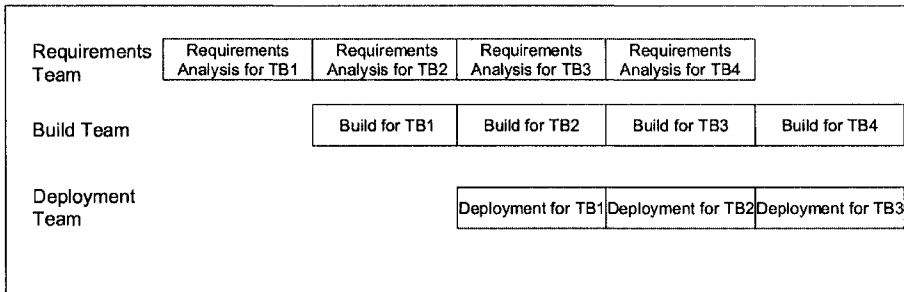 Requirements
Team
Requirements
Analysis for TB1
Requirements
Analysis for TB2
Requirements
Analysis for TB3
Requirements
Analysis for TB4
Build Team
Build for TB1
Build for TB2
Build for TB3
Build for TB4
Deployment
Team
Deployment for TB1
Deployment for TB2
Deployment for TB3